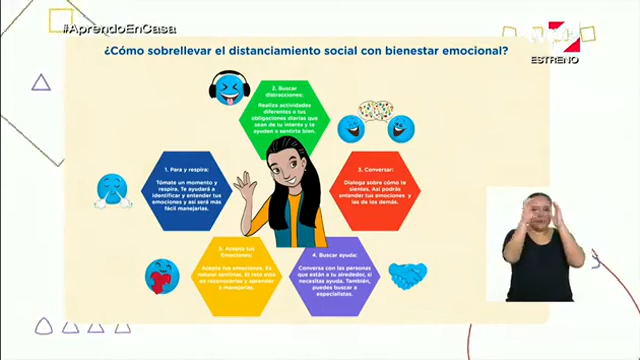 #AprendoEnCasa
ESTRENO
¿Cómo sobrellevar el distanciamiento social con bienestar emocional?
2. Buscar
distracciones:
Realiza actividades
diferentes a tus
obligaciones diarias que
sean de tu interés y te
ayuden a sentirte bien.
1. Para y respira:
Tómate un momento y
respira. Te ayudará a
identificar y entender tus
emociones y así será más
fácil manejarlas.
3. Conversar:
Dialoga sobre cómo te
sientes. Así podrás
entender tus emociones y
las de los demás.
5. Acepta tus
Emociones:
Acepta tus emociones. Es
natural sentirlas. El reto está
en reconocerlas y aprender
a manejarlas.
4. Buscar ayuda:
Conversa con las personas
que están a tu alrededor, si
necesitas ayuda. También,
puedes buscar a
especialistas.